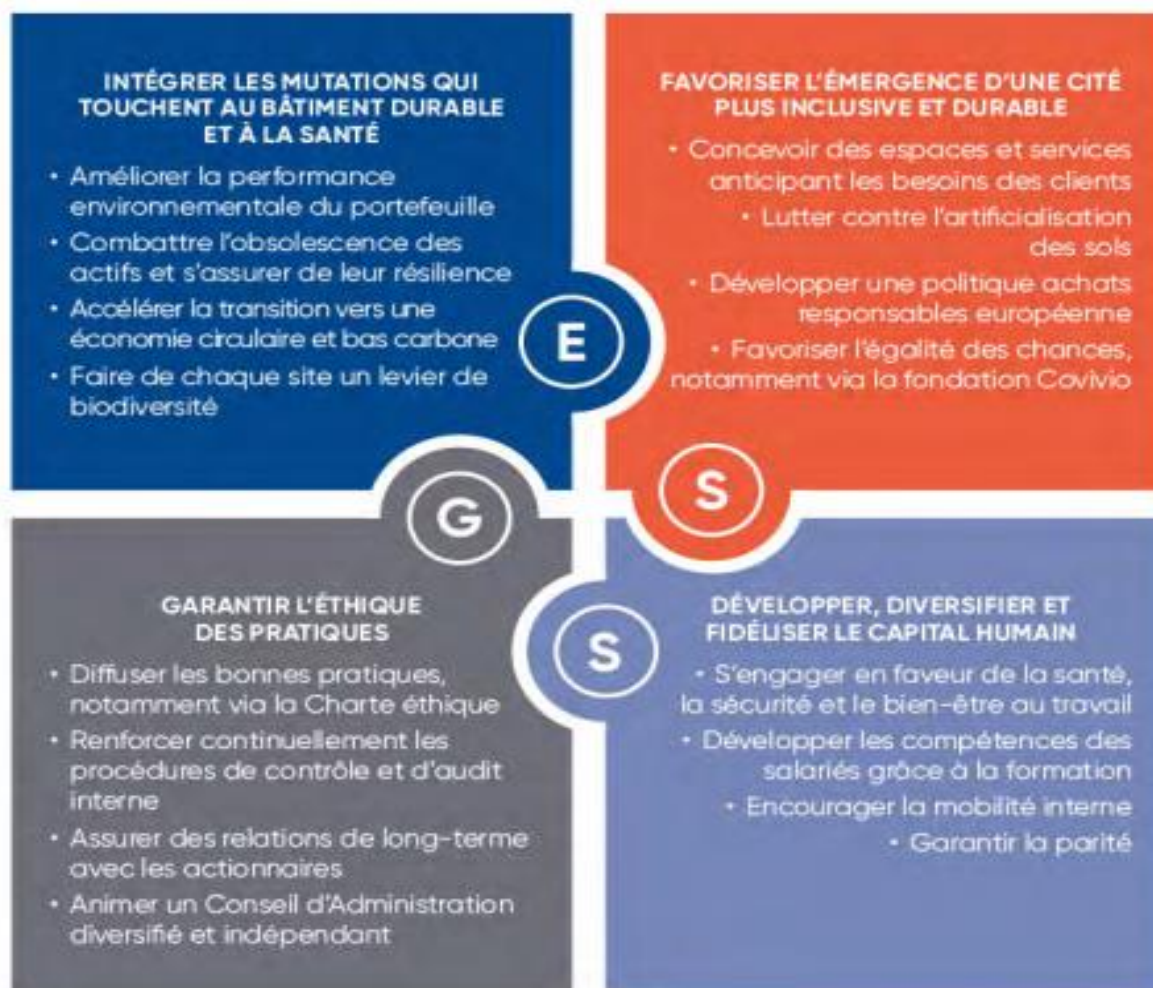 INTÉGRER LES MUTATIONS QUI
TOUCHENT AU BÂTIMENT DURABLE
ET À LA SANTÉ
• Améliorer la performance
environnementale du portefeuille
• Combattre l'obsolescence des
actifs et s'assurer de leur résilience
• Accélérer la transition vers une
économie circulaire et bas carbone
• Faire de chaque site un levier de
biodiversité
E
FAVORISER L'ÉMERGENCE D'UNE CITÉ
PLUS INCLUSIVE ET DURABLE
• Concevoir des espaces et services
anticipant les besoins des clients
• Lutter contre l'artificialisation
des sols
• Développer une politique achats
responsables européenne
• Favoriser l'égalité des chances,
notamment via la fondation Covivio
S
G
GARANTIR L'ÉTHIQUE
DES PRATIQUES
• Diffuser les bonnes pratiques,
notamment via la Charte éthique
• Renforcer continuellement les
procédures de contrôle et d'audit
interne
• Assurer des relations de long-terme
avec les actionnaires
• Animer un Conseil d'Administration
diversifié et indépendant
S
DÉVELOPPER, DIVERSIFIER ET
FIDÉLISER LE CAPITAL HUMAIN
• S'engager en faveur de la santé,
la sécurité et le bien-être au travail
• Développer les compétences des
salariés grâce à la formation
• Encourager la mobilité interne
• Garantir la parité